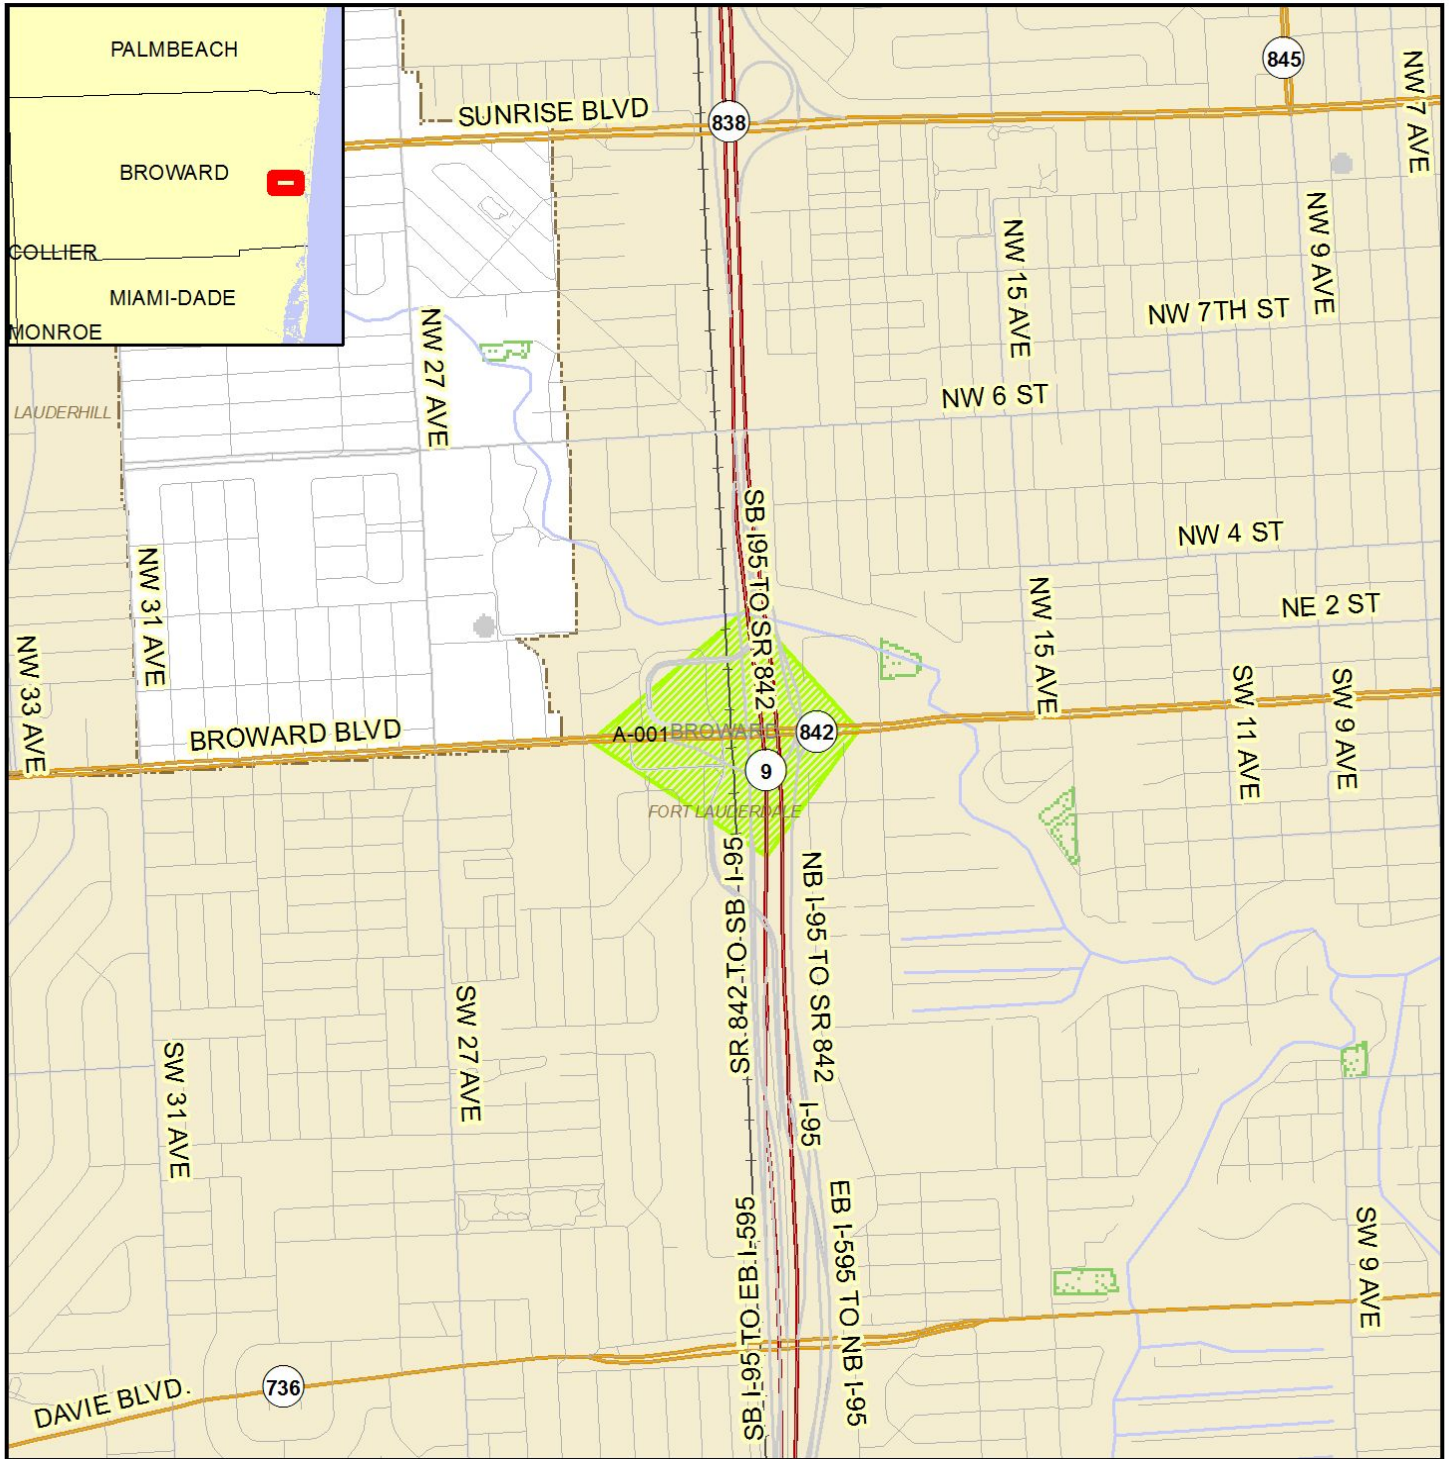 PALMBEACH
BROWARD
COLLIER
MIAMI-DADE
MONROE
845
NW 7 AVE
SUNRISE BLVD
838
NW 9 AVE
NW 15 AVE
NW 7TH ST
NW 27 AVE
NW 6 ST
LAUDERHILL
SB I95 TO SR 842
NW 4 ST
NW 31 AVE
NW 15 AVE
NE 2 ST
NW 33 AVE
SW 11 AVE
SW 9 AVE
BROWARD BLVD
A-001
BROWARD
842
9
FORT LAUDERDALE
SR 842 TO SB I-95
NB I-95 TO SR 842
SW 27 AVE
SW 31 AVE
I-95
EB I-595 TO NB I-95
SB I-95 TO EB I-595
SW 9 AVE
736
DAVIE BLVD.